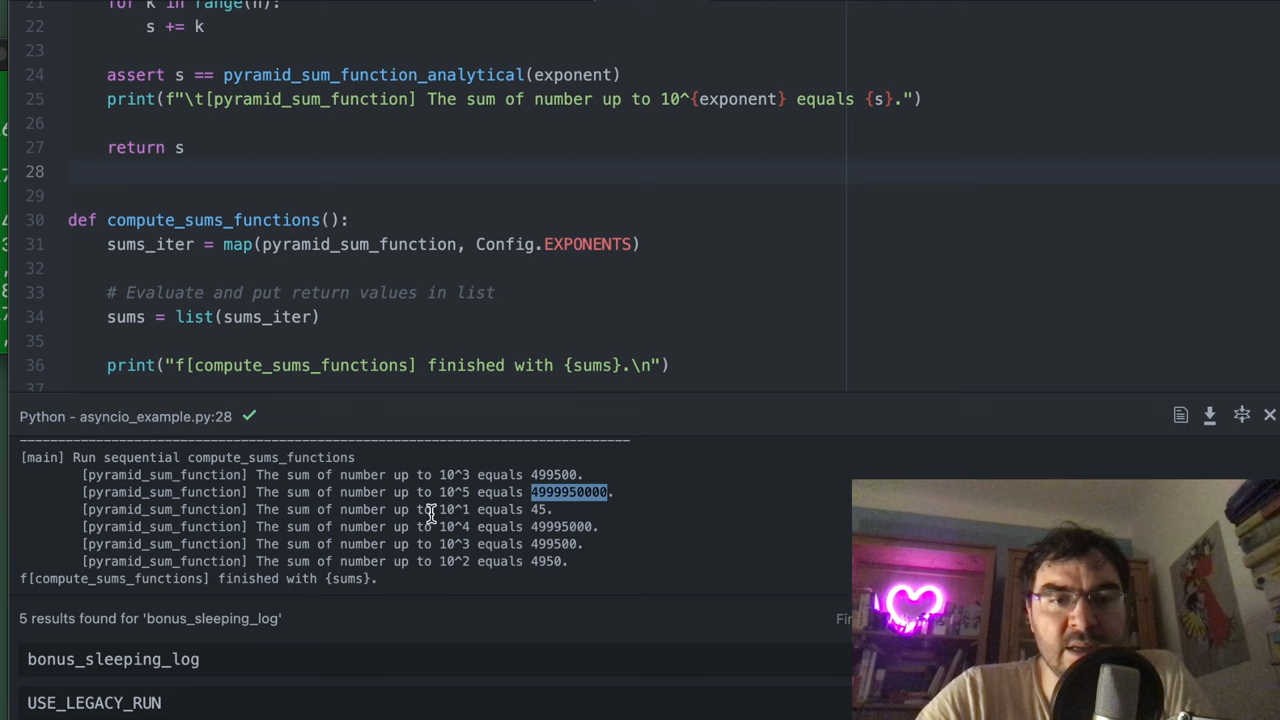 21 for k in range(n):
22 s += k
23
24 assert s == pyramid_sum_function_analytical(exponent)
25 print(f"\t[pyramid_sum_function] The sum of number up to 10^{exponent} equals {s}.")
26
27 return s
28
29
30 def compute_sums_functions():
31 sums_iter = map(pyramid_sum_function, Config.EXPONENTS)
32
33 # Evaluate and put return values in list
34 sums = list(sums_iter)
35
36 print("f[compute_sums_functions] finished with {sums}.\n")
37
Python - asyncio_example.py:28
[main] Run sequential compute_sums_functions
[pyramid_sum_function] The sum of number up to 10^3 equals 499500.
[pyramid_sum_function] The sum of number up to 10^5 equals 4999950000.
[pyramid_sum_function] The sum of number up to 10^1 equals 45.
[pyramid_sum_function] The sum of number up to 10^4 equals 49995000.
[pyramid_sum_function] The sum of number up to 10^3 equals 499500.
[pyramid_sum_function] The sum of number up to 10^2 equals 4950.
f[compute_sums_functions] finished with {sums}.
5 results found for 'bonus_sleeping_log'
bonus_sleeping_log
USE_LEGACY_RUN